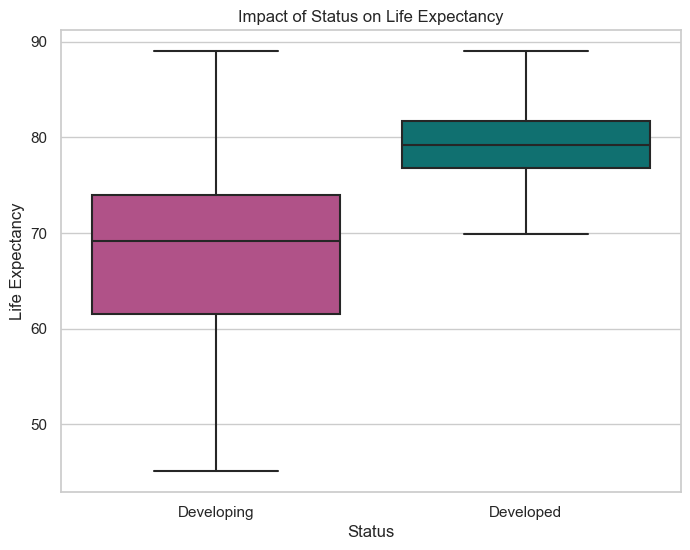 Impact of Status on Life Expectancy
90
80
70
60
50
Life Expectancy
Developing
Developed
Status